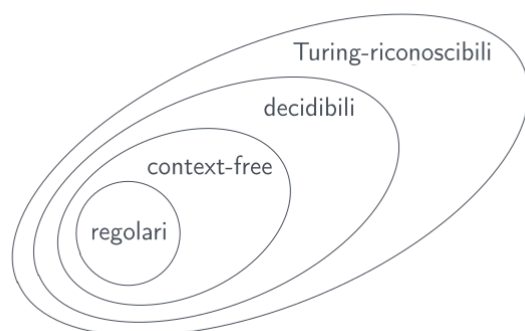 Turing-riconoscibili
decidibili
context-free
regolari